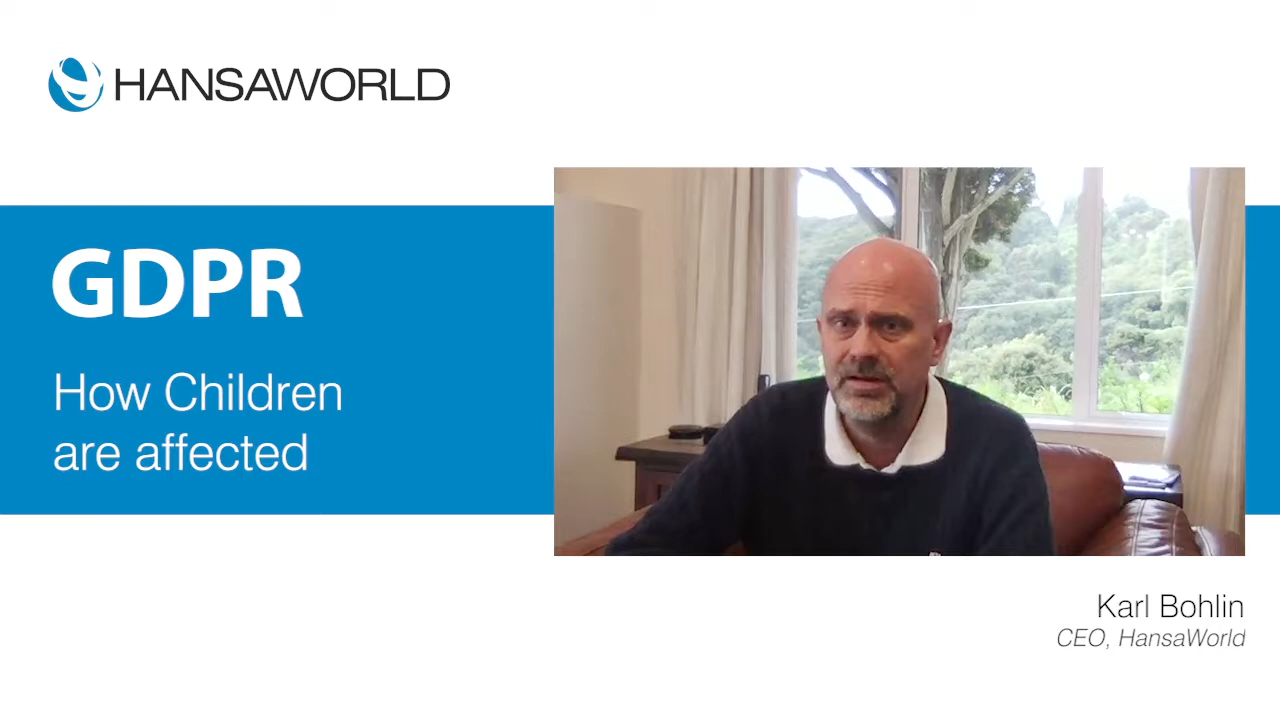 HANSAWORLD
GDPR
How Children
are affected
Karl Bohlin
CEO, HansaWorld